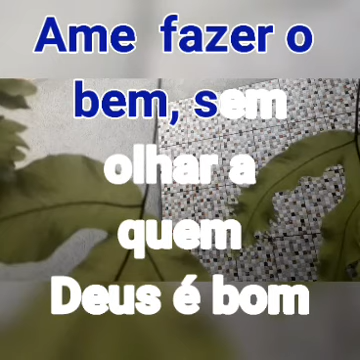 Ame  fazer o
bem, sem
olhar a
quem
Deus é bom